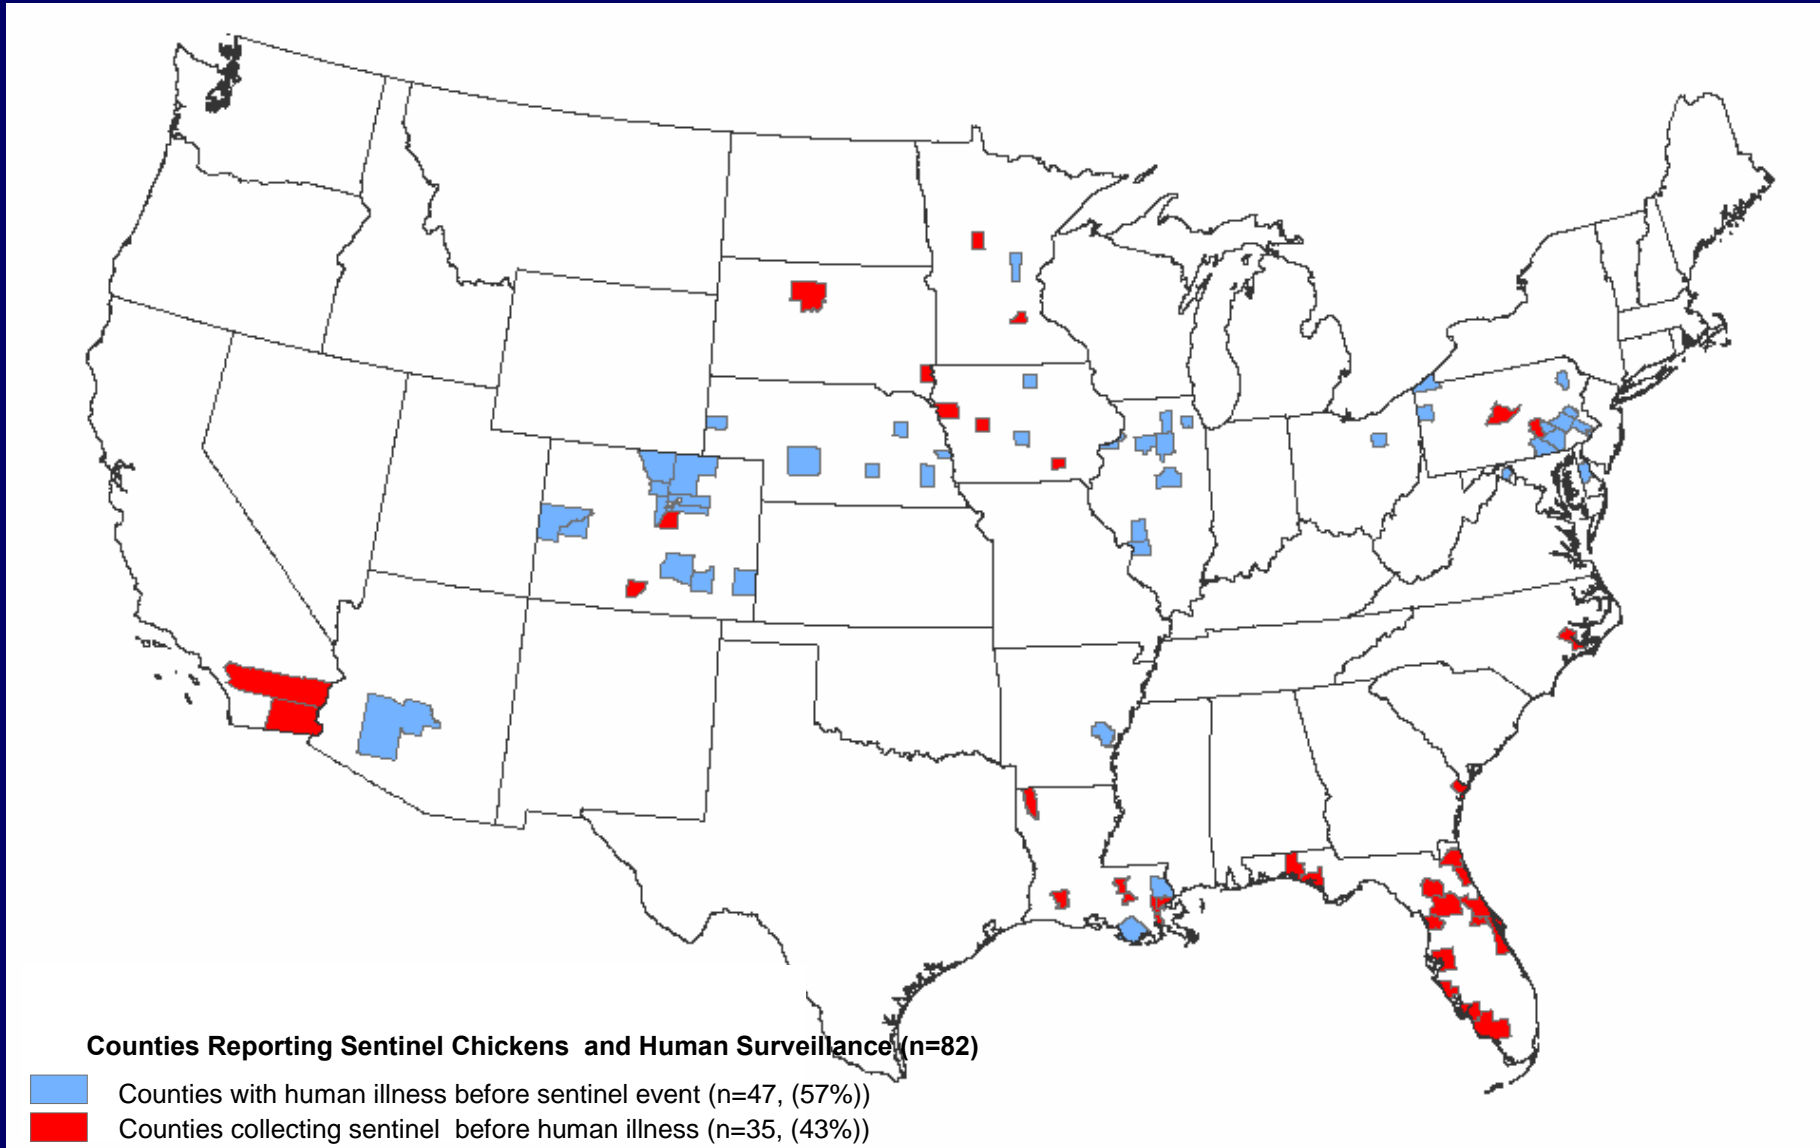 Counties Reporting Sentinel Chickens  and Human Surveillance (n=82)
Counties with human illness before sentinel event (n=47, (57%))
Counties collecting sentinel  before human illness (n=35, (43%))